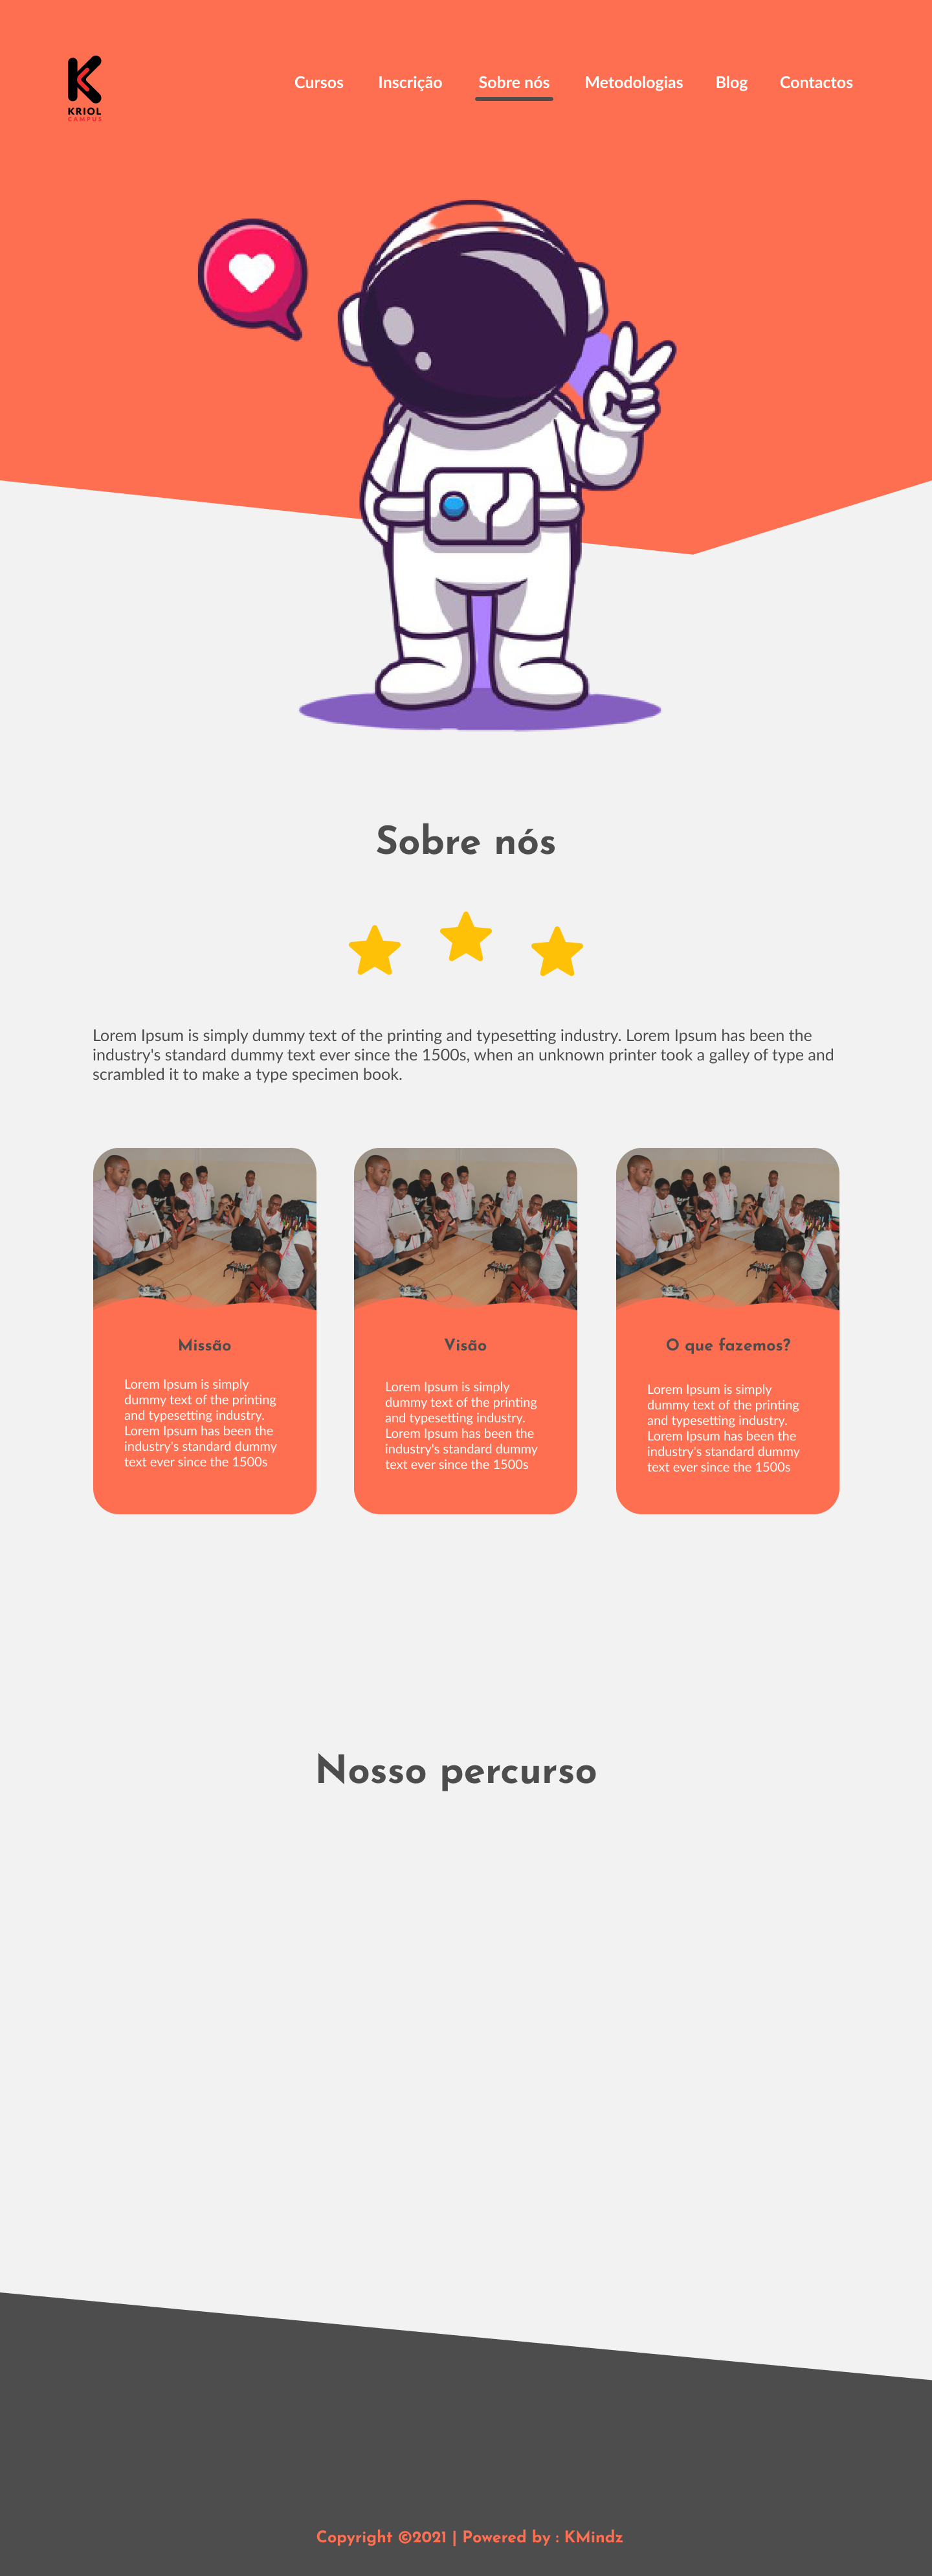 KRIOL
CAMPUS
Cursos Inscrição Sobre nós Metodologias Blog Contactos
Sobre nós
Lorem Ipsum is simply dummy text of the printing and typesetting industry. Lorem Ipsum has been the
industry's standard dummy text ever since the 1500s, when an unknown printer took a galley of type and
scrambled it to make a type specimen book.
Missão
Lorem Ipsum is simply
dummy text of the printing
and typesetting industry.
Lorem Ipsum has been the
industry's standard dummy
text ever since the 1500s
Visão
Lorem Ipsum is simply
dummy text of the printing
and typesetting industry.
Lorem Ipsum has been the
industry's standard dummy
text ever since the 1500s
O que fazemos?
Lorem Ipsum is simply
dummy text of the printing
and typesetting industry.
Lorem Ipsum has been the
industry's standard dummy
text ever since the 1500s
Nosso percurso
Copyright ©2021 | Powered by : KMindz